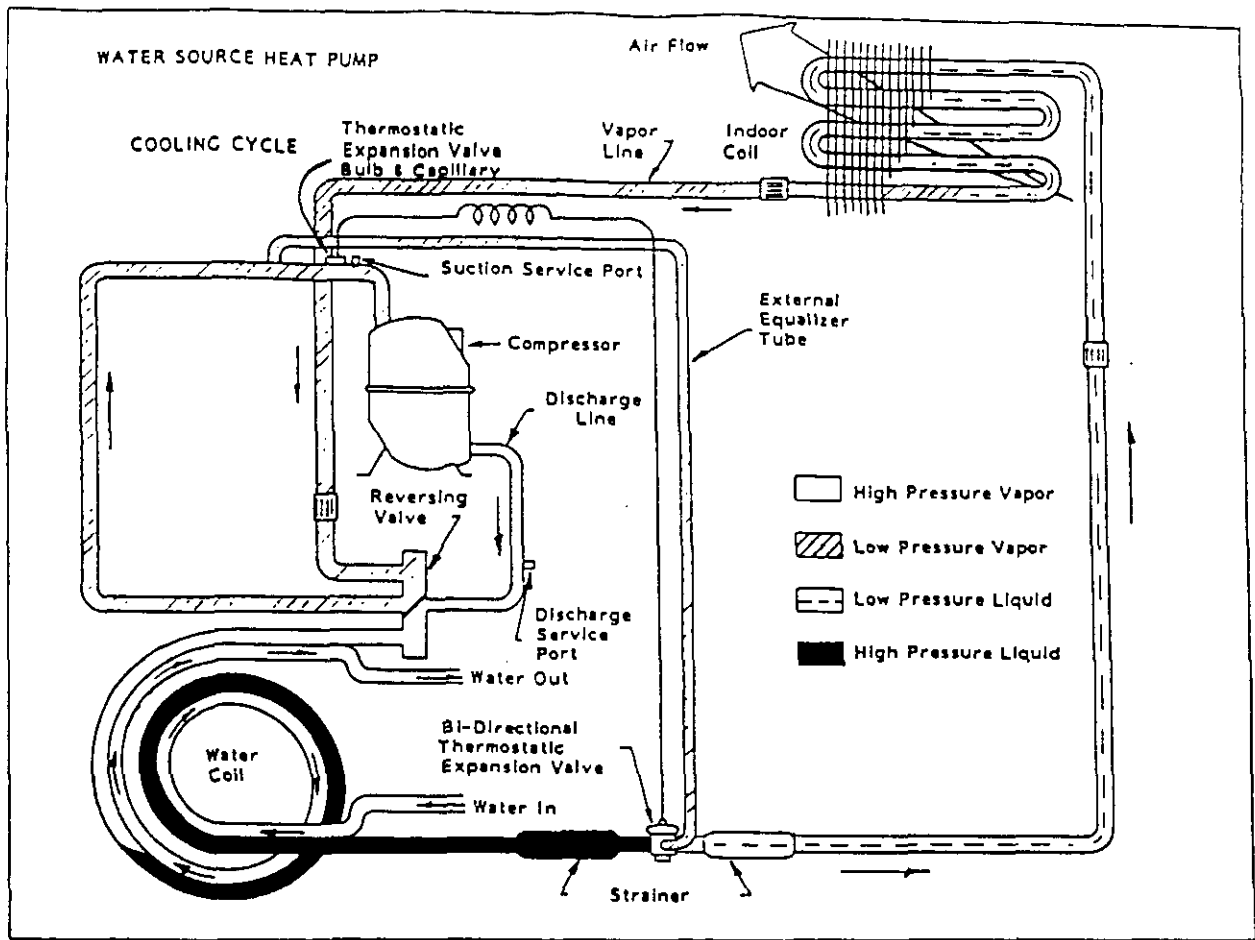 WATER SOURCE HEAT PUMP
Air Flow
COOLING CYCLE
Thermostatic
Expansion Valve
Bulb & Capillary
Vapor
Line
Indoor
Coil
Suction Service Port
External
Equalizer
Tube
Compressor
Discharge
Line
Reversing
Valve
High Pressure Vapor
Low Pressure Vapor
Low Pressure Liquid
High Pressure Liquid
Discharge
Service
Port
Water Out
Water
Coil
Bi-Directional
Thermostatic
Expansion Valve
Water In
Strainer